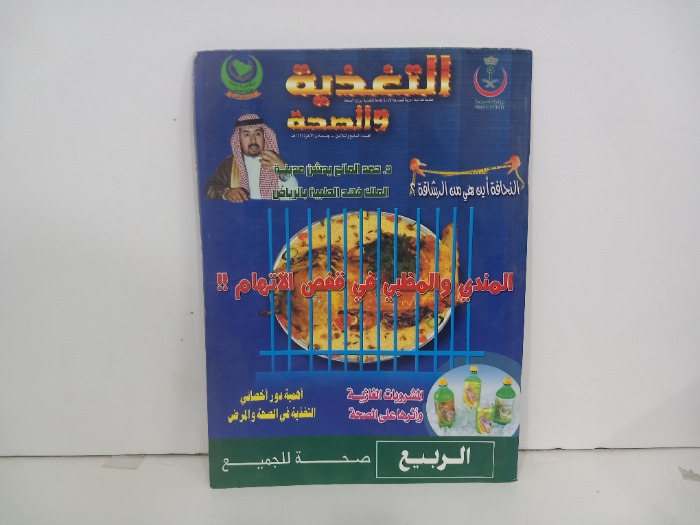 التغذية
والصحة
د. حمد المانع يدشن مدينة
الملك فهد الطبية بالرياض
النحافة أين هي من الرشاقة ؟
المندي والمظبي في قفص الاتهام !!
المشروبات الغازية
وأثرها على الصحة
أهمية دور أخصائي
التغذية في الصحة والمرض
الربيع
صحة للجميع